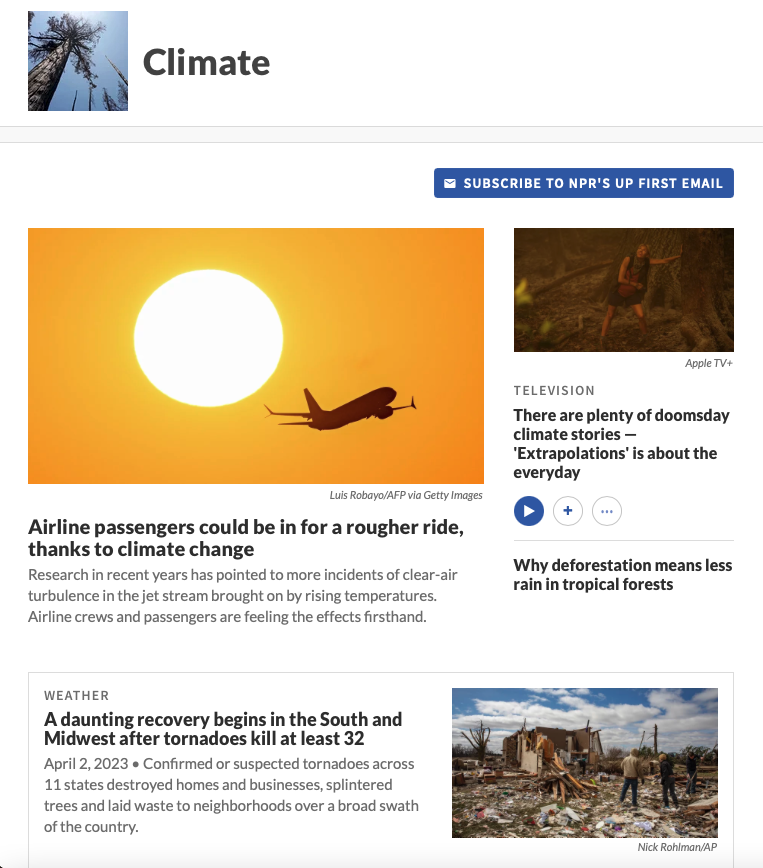 Climate
SUBSCRIBE TO NPR'S UP FIRST EMAIL
Luis Robayo/AFP via Getty Images
Airline passengers could be in for a rougher ride,
thanks to climate change
Research in recent years has pointed to more incidents of clear-air
turbulence in the jet stream brought on by rising temperatures.
Airline crews and passengers are feeling the effects firsthand.
Apple TV+
TELEVISION
There are plenty of doomsday
climate stories —
'Extrapolations' is about the
everyday
Why deforestation means less
rain in tropical forests
WEATHER
A daunting recovery begins in the South and
Midwest after tornadoes kill at least 32
April 2, 2023 • Confirmed or suspected tornadoes across
11 states destroyed homes and businesses, splintered
trees and laid waste to neighborhoods over a broad swath
of the country.
Nick Rohlman/AP